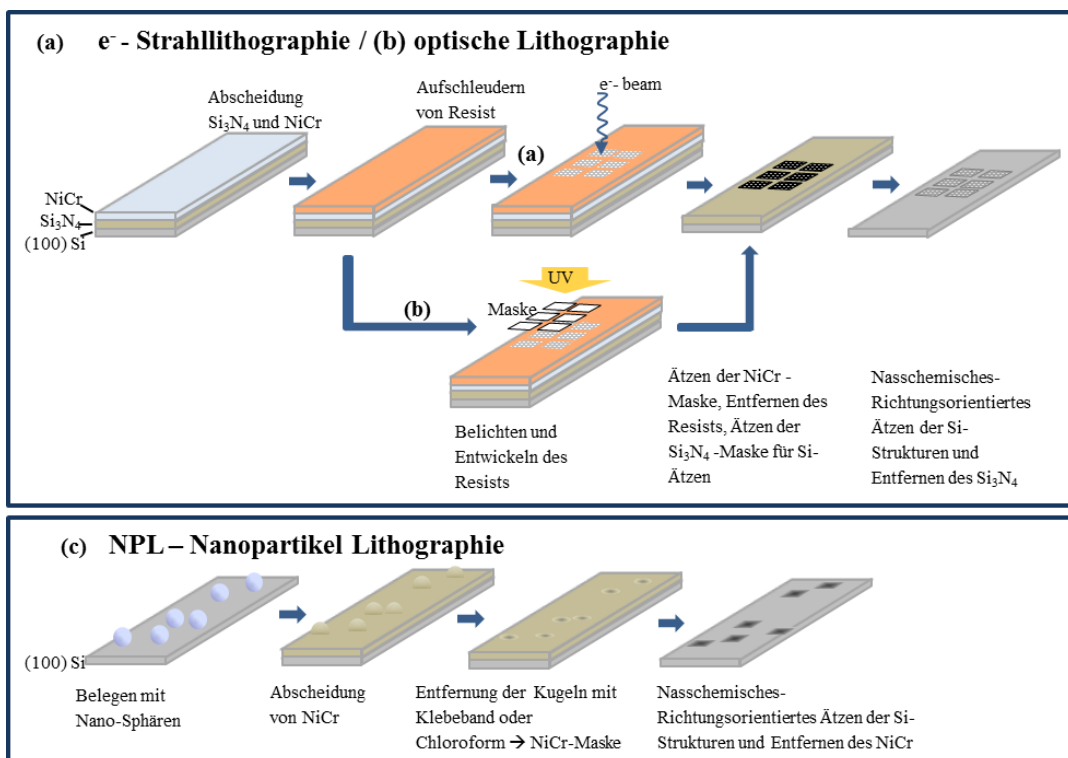 (a) e⁻ - Strahllithographie / (b) optische Lithographie
Abscheidung
Si₃N₄ und NiCr
Aufschleudern
von Resist
e⁻- beam
(a)
NiCr
Si₃N₄
(100) Si
UV
Maske
(b)
Belichten und
Entwickeln des
Resists
Ätzen der NiCr -
Maske, Entfernen des
Resists, Ätzen der
Si₃N₄ -Maske für Si-
Ätzen
Nasschemisches-
Richtungsorientiertes
Ätzen der Si-
Strukturen und
Entfernen des Si₃N₄
(c) NPL – Nanopartikel Lithographie
(100) Si
Belegen mit
Nano-Sphären
Abscheidung
von NiCr
Entfernung der Kugeln mit
Klebeband oder
Chloroform → NiCr-Maske
Nasschemisches-
Richtungsorientiertes Ätzen der Si-
Strukturen und Entfernen des NiCr